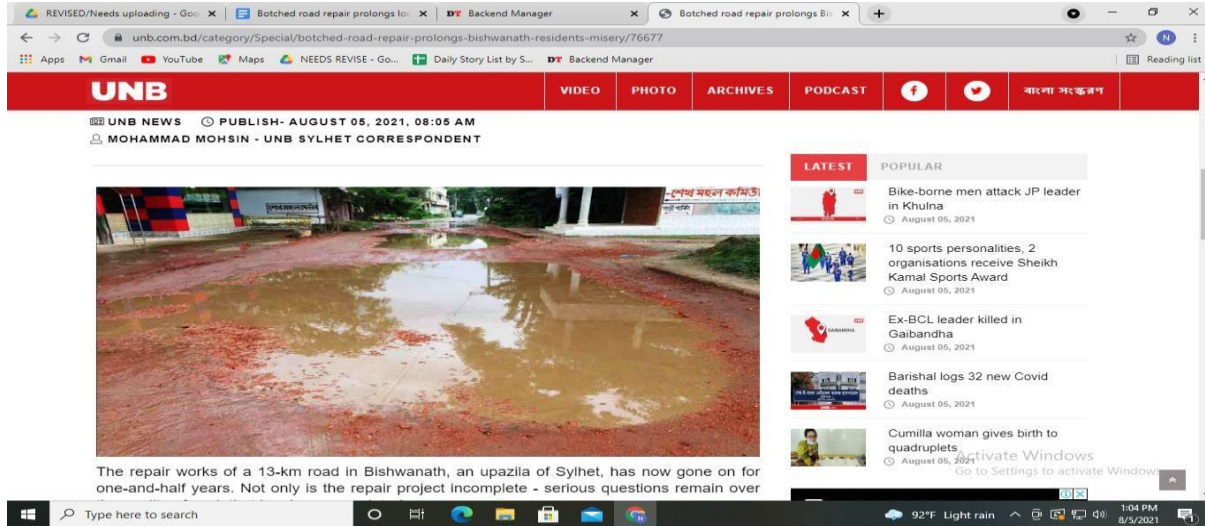 REVISED/Needs uploading - Goo
Botched road repair prolongs loc
DT Backend Manager
Botched road repair prolongs Bis
N
unb.com.bd/category/Special/botched-road-repair-prolongs-bishwanath-residents-misery/76677
Apps
Gmail
YouTube
Maps
NEEDS REVISE - Go...
Daily Story List by S...
DT Backend Manager
Reading list
UNB
VIDEO
PHOTO
ARCHIVES
PODCAST
বাংলা সংস্করণ
UNB NEWS PUBLISH- AUGUST 05, 2021, 08:05 AM
MOHAMMAD MOHSIN - UNB SYLHET CORRESPONDENT
The repair works of a 13-km road in Bishwanath, an upazila of Sylhet, has now gone on for
one-and-half years. Not only is the repair project incomplete - serious questions remain over
LATEST
POPULAR
Bike-borne men attack JP leader
in Khulna
August 05, 2021
10 sports personalities, 2
organisations receive Sheikh
Kamal Sports Award
August 05, 2021
GAIBANDHA
Ex-BCL leader killed in
Gaibandha
August 05, 2021
Barishal logs 32 new Covid
deaths
August 05, 2021
Cumilla woman gives birth to
quadruplets
August 05, 2021
Activate Windows
Go to Settings to activate Windows
Type here to search
92°F Light rain
1:04 PM
8/5/2021